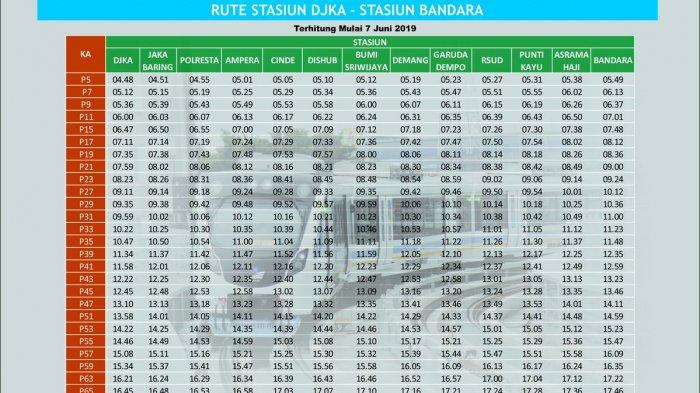 RUTE STASIUN DJKA - STASIUN BANDARA
Terhitung Mulai 7 Juni 2019
KA STASIUN
DJKA JAKA BARING POLRESTA AMPERA CINDE DISHUB BUMI SRIWIJAYA DEMANG GARUDA DEMPO RSUD PUNTI KAYU ASRAMA HAJI BANDARA
P5 04.48 04.51 04.55 05.01 05.05 05.10 05.12 05.19 05.23 05.27 05.31 05.38 05.49
P7 05.12 05.15 05.19 05.25 05.29 05.34 05.36 05.43 05.47 05.51 05.55 06.02 06.13
P9 05.36 05.39 05.43 05.49 05.53 05.58 06.00 06.07 06.11 06.15 06.19 06.26 06.37
P11 06.00 06.03 06.07 06.13 06.17 06.22 06.24 06.31 06.35 06.39 06.43 06.50 07.01
P15 06.47 06.50 06.55 07.00 07.05 07.09 07.12 07.18 07.23 07.26 07.30 07.38 07.48
P17 07.11 07.14 07.20 07.24 07.29 07.33 07.36 07.42 07.47 07.50 07.54 08.02 08.12
P19 07.35 07.38 07.43 07.48 07.53 07.57 08.00 08.06 08.11 08.14 08.18 08.26 08.36
P21 07.59 08.02 08.06 08.12 08.16 08.21 08.23 08.30 08.34 08.38 08.42 08.49 09.00
P23 08.23 08.26 08.31 08.36 08.41 08.45 08.48 08.54 08.59 09.02 09.06 09.14 09.24
P27 09.11 09.14 09.18 09.24 09.28 09.33 09.35 09.42 09.46 09.50 09.54 10.01 10.12
P29 09.35 09.38 09.42 09.48 09.52 09.57 09.59 10.06 10.10 10.14 10.18 10.25 10.36
P31 09.59 10.02 10.06 10.12 10.16 10.21 10.23 10.30 10.34 10.38 10.42 10.49 11.00
P33 10.22 10.25 10.30 10.35 10.39 10.44 10.46 10.53 10.57 11.01 11.05 11.12 11.23
P35 10.47 10.50 10.54 11.00 11.04 11.09 11.11 11.18 11.22 11.26 11.30 11.37 11.48
P39 11.34 11.37 11.42 11.47 11.52 11.56 11.59 12.05 12.10 12.13 12.17 12.25 12.35
P41 11.58 12.01 12.06 12.11 12.16 12.20 12.23 12.29 12.34 12.37 12.41 12.49 12.59
P43 12.22 12.25 12.30 12.35 12.40 12.44 12.47 12.53 12.58 13.01 13.05 13.13 13.23
P45 12.45 12.48 12.53 12.58 13.02 13.07 13.09 13.16 13.20 13.24 13.28 13.35 13.46
P47 13.10 13.13 13.18 13.23 13.28 13.32 13.35 13.41 13.46 13.49 13.53 14.01 14.11
P51 13.58 14.01 14.05 14.11 14.15 14.20 14.22 14.29 14.33 14.37 14.41 14.48 14.59
P53 14.22 14.25 14.29 14.35 14.39 14.44 14.46 14.53 14.57 15.01 15.05 15.12 15.23
P55 14.46 14.49 14.53 14.59 15.03 15.08 15.10 15.17 15.21 15.25 15.29 15.36 15.47
P57 15.08 15.11 15.16 15.21 15.25 15.30 15.32 15.39 15.43 15.47 15.51 15.58 16.09
P59 15.34 15.37 15.41 15.47 15.51 15.56 15.58 16.05 16.09 16.13 16.17 16.24 16.35
P63 16.21 16.24 16.29 16.34 16.39 16.43 16.46 16.52 16.57 17.00 17.04 17.12 17.22
P65 16.45 16.48 16.53 16.58 17.03 17.07 17.10 17.16 17.21 17.24 17.28 17.36 17.46